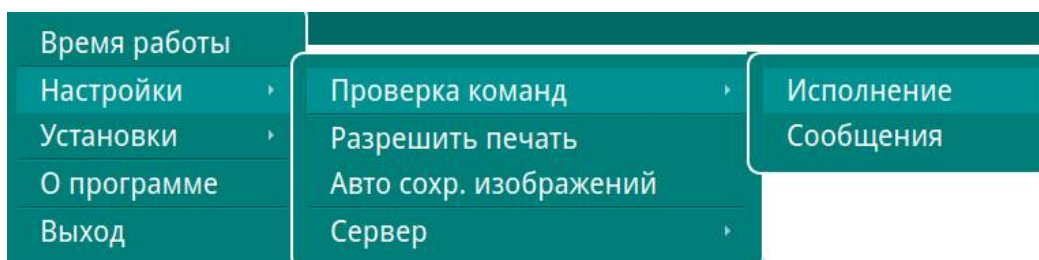 Время работы
Настройки
Установки
О программе
Выход
Проверка команд
Разрешить печать
Авто сохр. изображений
Сервер
Исполнение
Сообщения